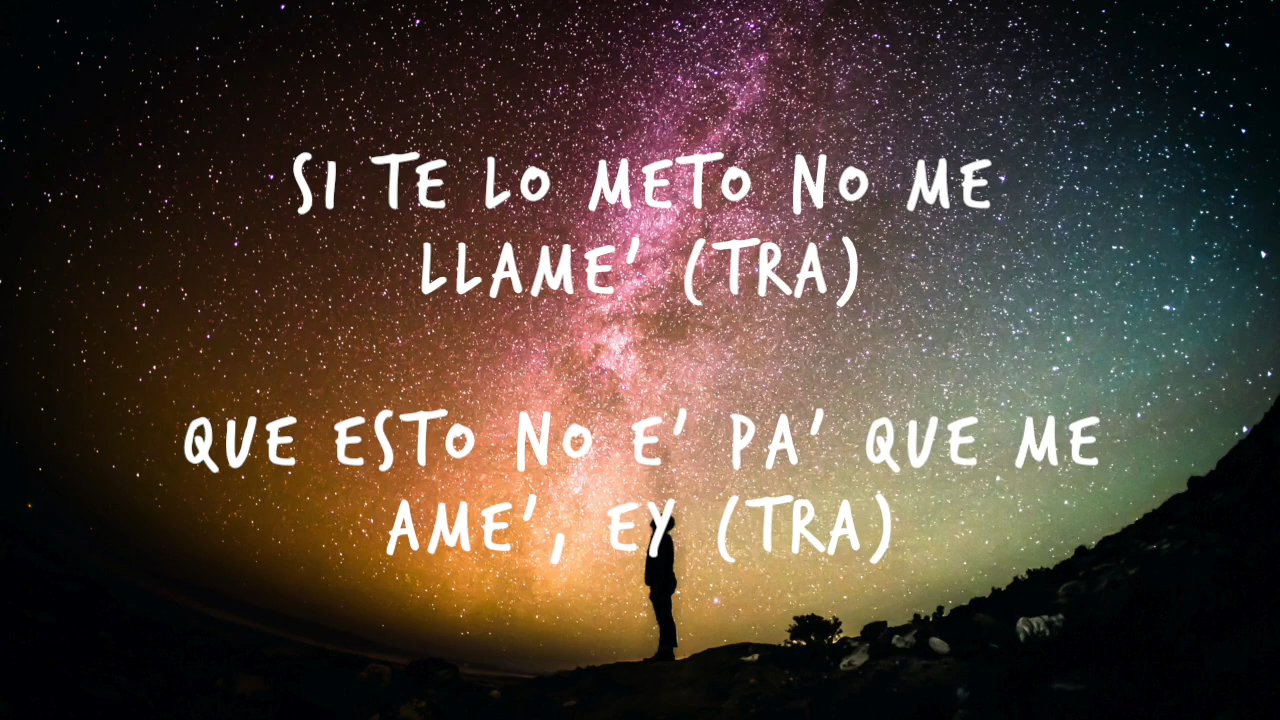 SI TE LO METO NO ME
LLAME' (TRA)
QUE ESTO NO E' PA' QUE ME
AME', EY (TRA)